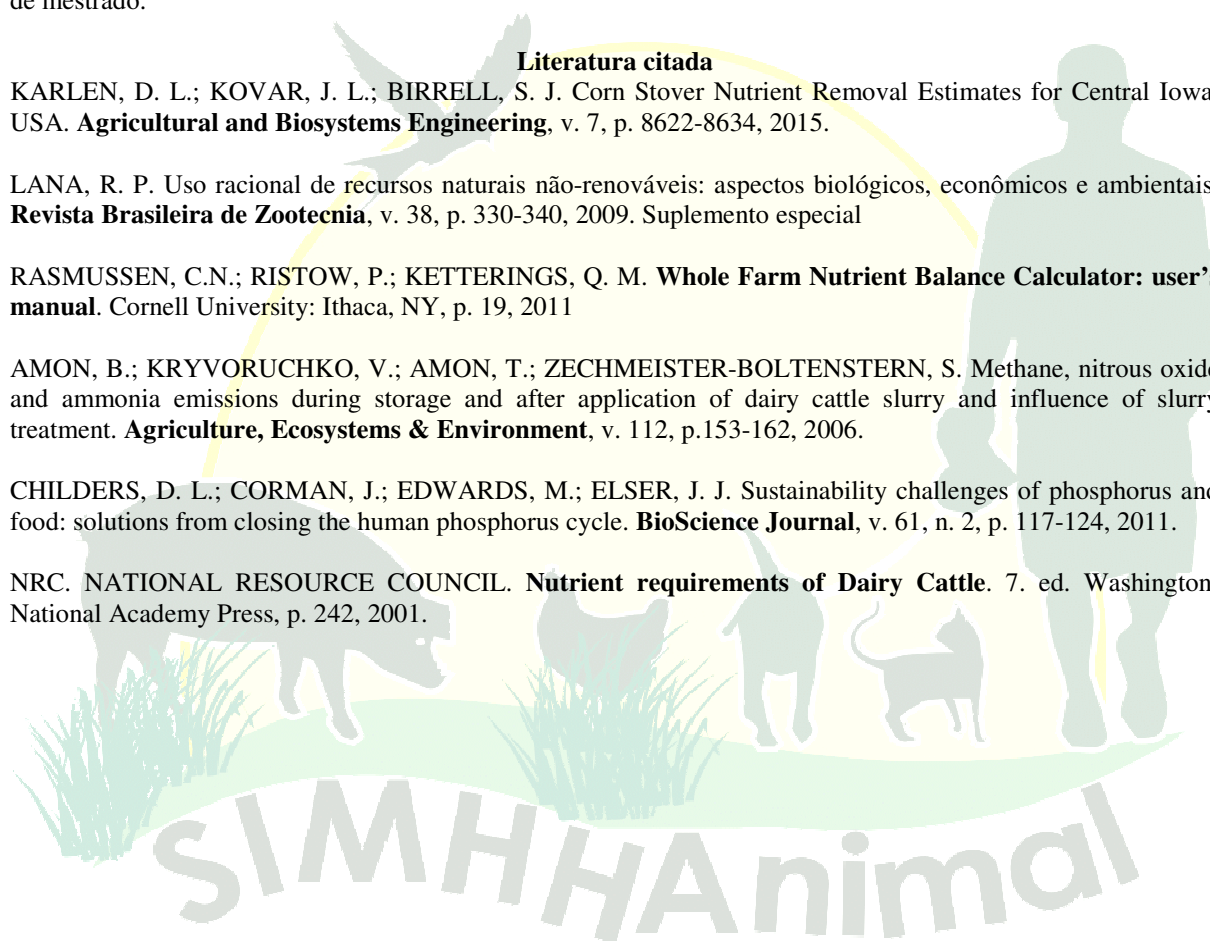 de mestrado.
Literatura citada
KARLEN, D. L.; KOVAR, J. L.; BIRRELL, S. J. Corn Stover Nutrient Removal Estimates for Central Iowa
USA. Agricultural and Biosystems Engineering, v. 7, p. 8622-8634, 2015.
LANA, R. P. Uso racional de recursos naturais não-renováveis: aspectos biológicos, econômicos e ambientais
Revista Brasileira de Zootecnia, v. 38, p. 330-340, 2009. Suplemento especial
RASMUSSEN, C.N.; RISTOW, P.; KETTERINGS, Q. M. Whole Farm Nutrient Balance Calculator: user's
manual. Cornell University: Ithaca, NY, p. 19, 2011
AMON, B.; KRYVORUCHKO, V.; AMON, T.; ZECHMEISTER-BOLTENSTERN, S. Methane, nitrous oxide
and ammonia emissions during storage and after application of dairy cattle slurry and influence of slurry
treatment. Agriculture, Ecosystems & Environment, v. 112, p.153-162, 2006.
CHILDERS, D. L.; CORMAN, J.; EDWARDS, M.; ELSER, J. J. Sustainability challenges of phosphorus and
food: solutions from closing the human phosphorus cycle. BioScience Journal, v. 61, n. 2, p. 117-124, 2011.
NRC. NATIONAL RESOURCE COUNCIL. Nutrient requirements of Dairy Cattle. 7. ed. Washington
National Academy Press, p. 242, 2001.
SIMHHAnimal